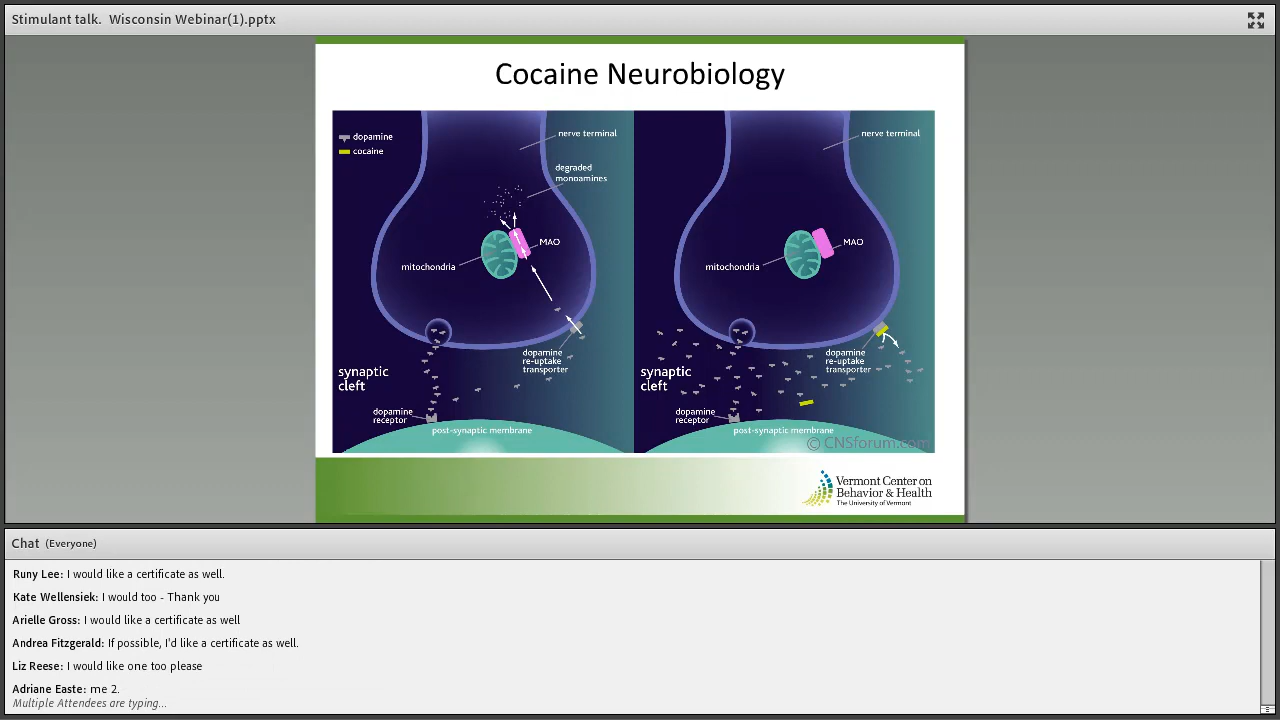 Stimulant talk. Wisconsin Webinar(1).pptx
Cocaine Neurobiology
dopamine
cocaine
nerve terminal
degraded
monoamines
MAO
mitochondria
dopamine
re-uptake
transporter
synaptic
cleft
dopamine
receptor
post-synaptic membrane
nerve terminal
MAO
mitochondria
dopamine
re-uptake
transporter
synaptic
cleft
dopamine
receptor
post-synaptic membrane
© CNSforum.com
Vermont Center on
Behavior & Health
The University of Vermont
Chat (Everyone)
Runy Lee: I would like a certificate as well.
Kate Wellensiek: I would too - Thank you
Arielle Gross: I would like a certificate as well
Andrea Fitzgerald: If possible, I'd like a certificate as well.
Liz Reese: I would like one too please
Adriane Easte: me 2.
Multiple Attendees are typing...